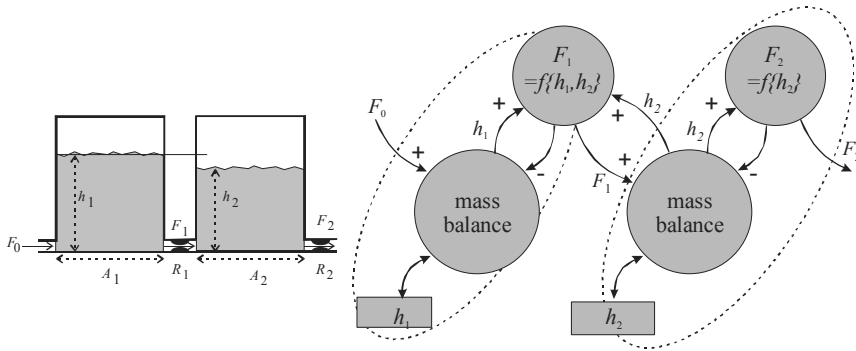 h1
h2
F0
F1
F2
A1
R1
A2
R2
F0
+
h1
+
F1
=f{h1,h2}
-
mass
balance
h1
F1
+
+
h2
h2
+
F2
=f{h2}
-
mass
balance
h2